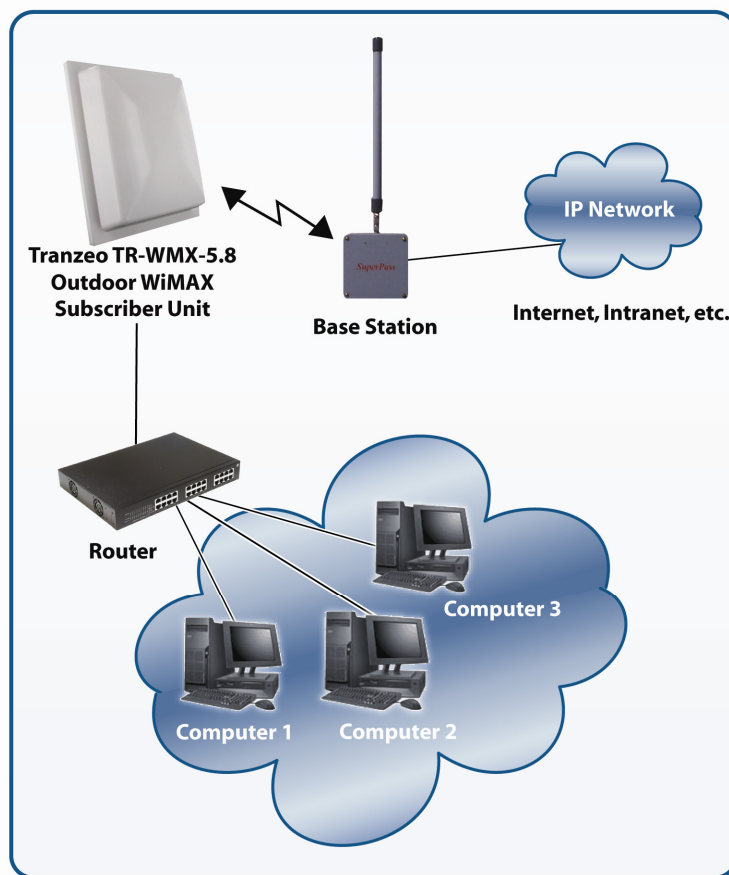 Tranzeo TR-WMX-5.8
Outdoor WiMAX
Subscriber Unit
SuperPass
Base Station
IP Network
Internet, Intranet, etc.
Router
Computer 3
Computer 1
Computer 2